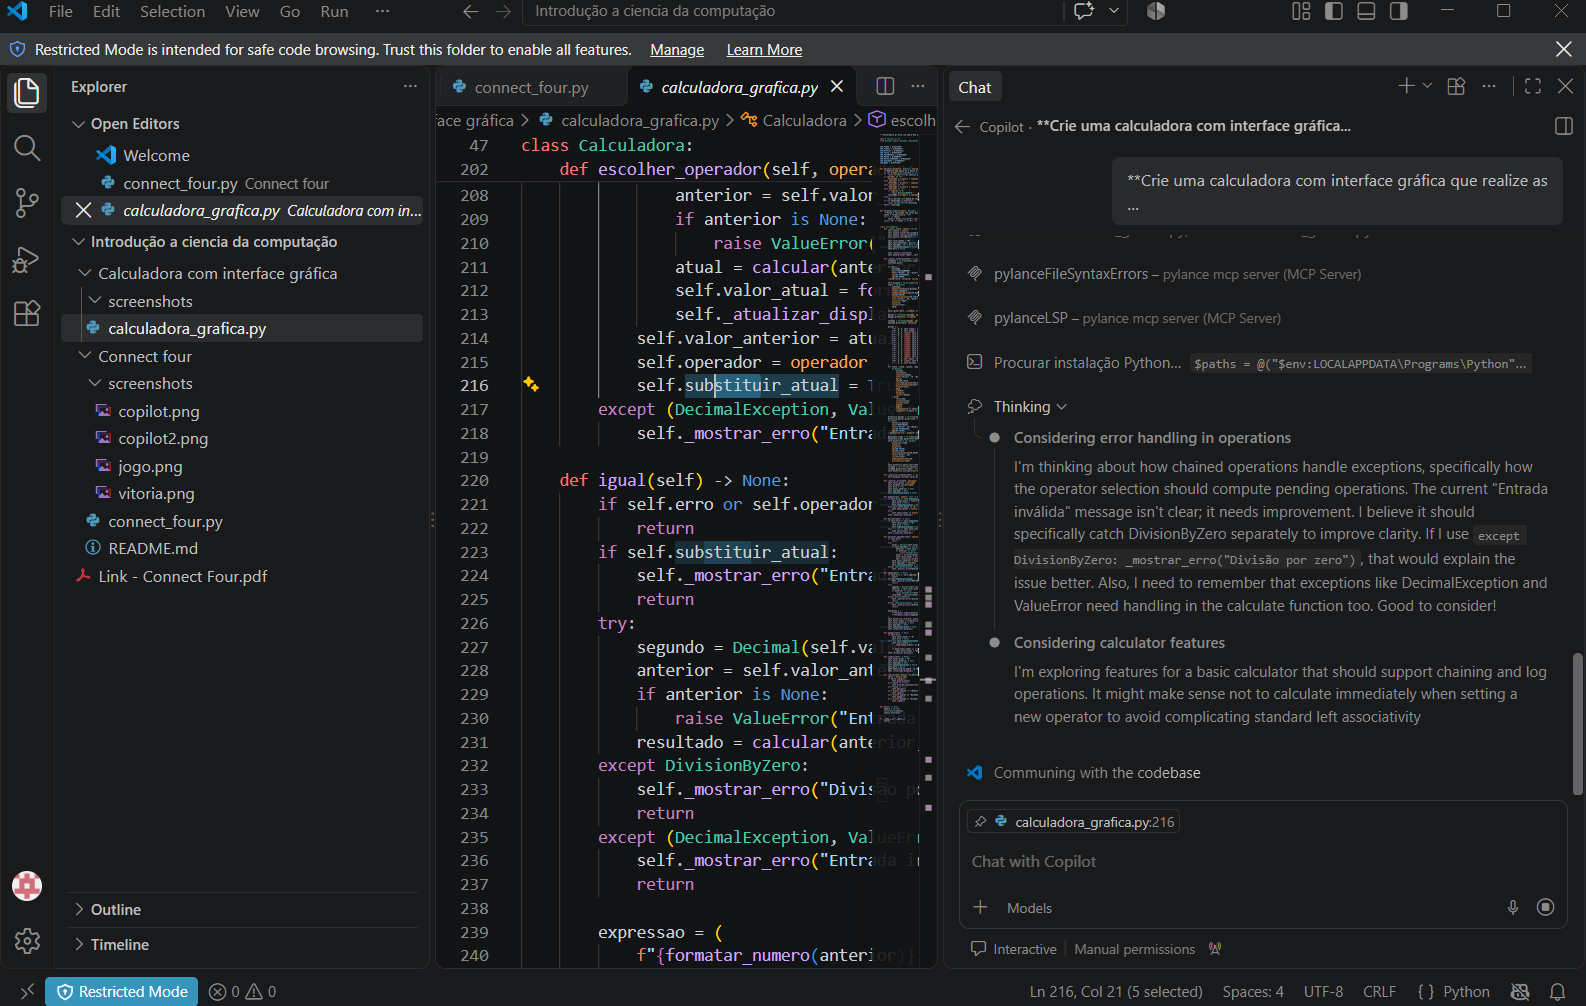 File Edit Selection View Go Run ···
Introdução a ciencia da computação
Restricted Mode is intended for safe code browsing. Trust this folder to enable all features. Manage Learn More
Explorer
Open Editors
Welcome
connect_four.py Connect four
calculadora_grafica.py Calculadora com in...
Introdução a ciencia da computação
Calculadora com interface gráfica
screenshots
calculadora_grafica.py
Connect four
screenshots
copilot.png
copilot2.png
jogo.png
vitoria.png
connect_four.py
README.md
Link - Connect Four.pdf
Outline
Timeline
connect_four.py
calculadora_grafica.py
face gráfica > calculadora_grafica.py > Calculadora > escolh
47 class Calculadora:
202 def escolher_operador(self, opera
208 anterior = self.valor
209 if anterior is None:
210 raise ValueError(
211 atual = calcular(ante
212 self.valor_atual = fo
213 self._atualizar_displ
214 self.valor_anterior = atu
215 self.operador = operador
216 self.substituir_atual = True
217 except (DecimalException, Val
218 self._mostrar_erro("Entrad
219
220 def igual(self) -> None:
221 if self.erro or self.operador
222 return
223 if self.substituir_atual:
224 self._mostrar_erro("Entrad
225 return
226 try:
227 segundo = Decimal(self.va
228 anterior = self.valor_ant
229 if anterior is None:
230 raise ValueError("Entrada
231 resultado = calcular(anterior,
232 except DivisionByZero:
233 self._mostrar_erro("Divisão p
234 return
235 except (DecimalException, ValueErr
236 self._mostrar_erro("Entrada in
237 return
238
239 expressao = (
240 f"{formatar_numero(anterior)}
Chat
Copilot · **Crie uma calculadora com interface gráfica...
**Crie uma calculadora com interface gráfica que realize as
...
pylanceFileSyntaxErrors – pylance mcp server (MCP Server)
pylanceLSP – pylance mcp server (MCP Server)
Procurar instalação Python... $paths = @("$env:LOCALAPPDATA\Programs\Python"...
Thinking
Considering error handling in operations
I'm thinking about how chained operations handle exceptions, specifically how
the operator selection should compute pending operations. The current "Entrada
inválida" message isn't clear; it needs improvement. I believe it should
specifically catch DivisionByZero separately to improve clarity. If I use except
DivisionByZero: _mostrar_erro("Divisão por zero"), that would explain the
issue better. Also, I need to remember that exceptions like DecimalException and
ValueError need handling in the calculate function too. Good to consider!
Considering calculator features
I'm exploring features for a basic calculator that should support chaining and log
operations. It might make sense not to calculate immediately when setting a
new operator to avoid complicating standard left associativity
Communing with the codebase
calculadora_grafica.py:216
Chat with Copilot
Models
Interactive Manual permissions
Restricted Mode 0 0
Ln 216, Col 21 (5 selected) Spaces: 4 UTF-8 CRLF { } Python